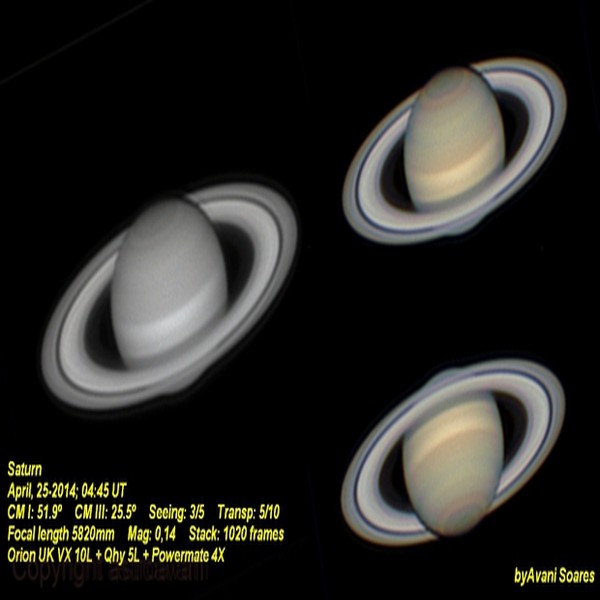 Saturn
April, 25-2014; 04:45 UT
CM I: 51.9º CM III: 25.5º Seeing: 3/5 Transp: 5/10
Focal length 5820mm Mag: 0,14 Stack: 1020 frames
Orion UK VX 10L + Qhy 5L + Powermate 4X
byAvani Soares
Copyright